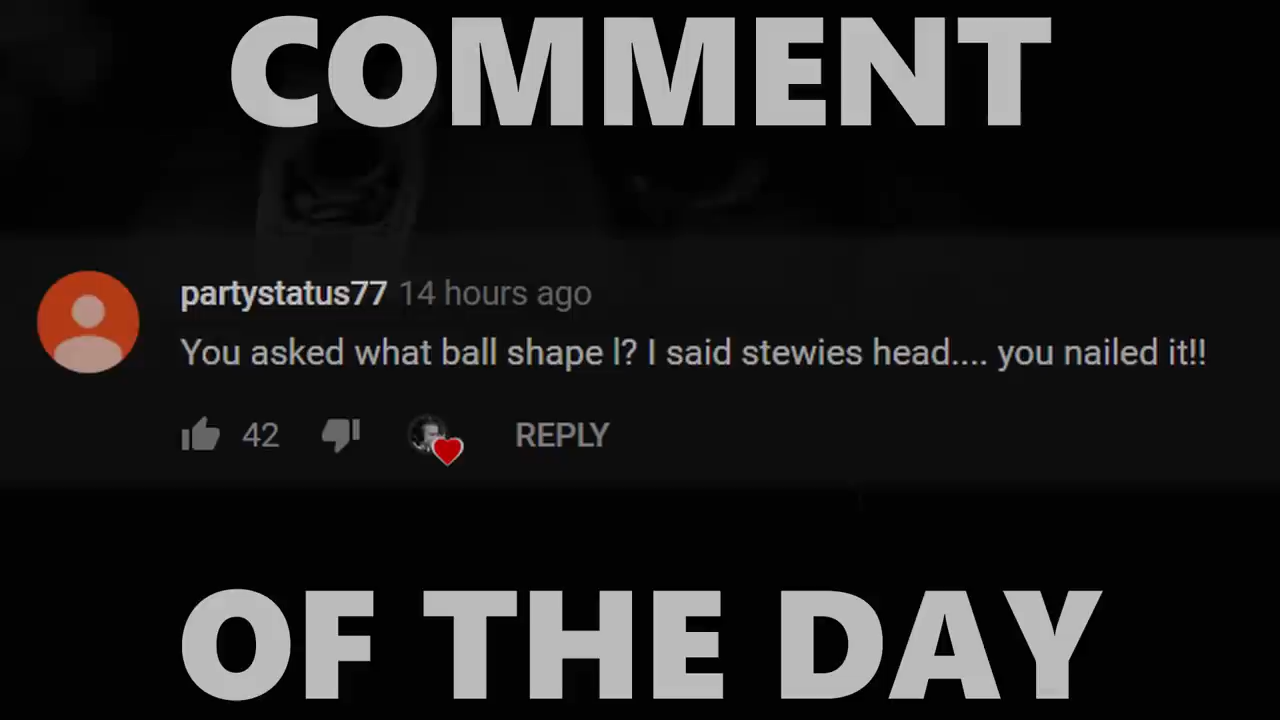 COMMENT
partystatus77 14 hours ago
You asked what ball shape l? I said stewies head.... you nailed it!!
42 REPLY
OF THE DAY